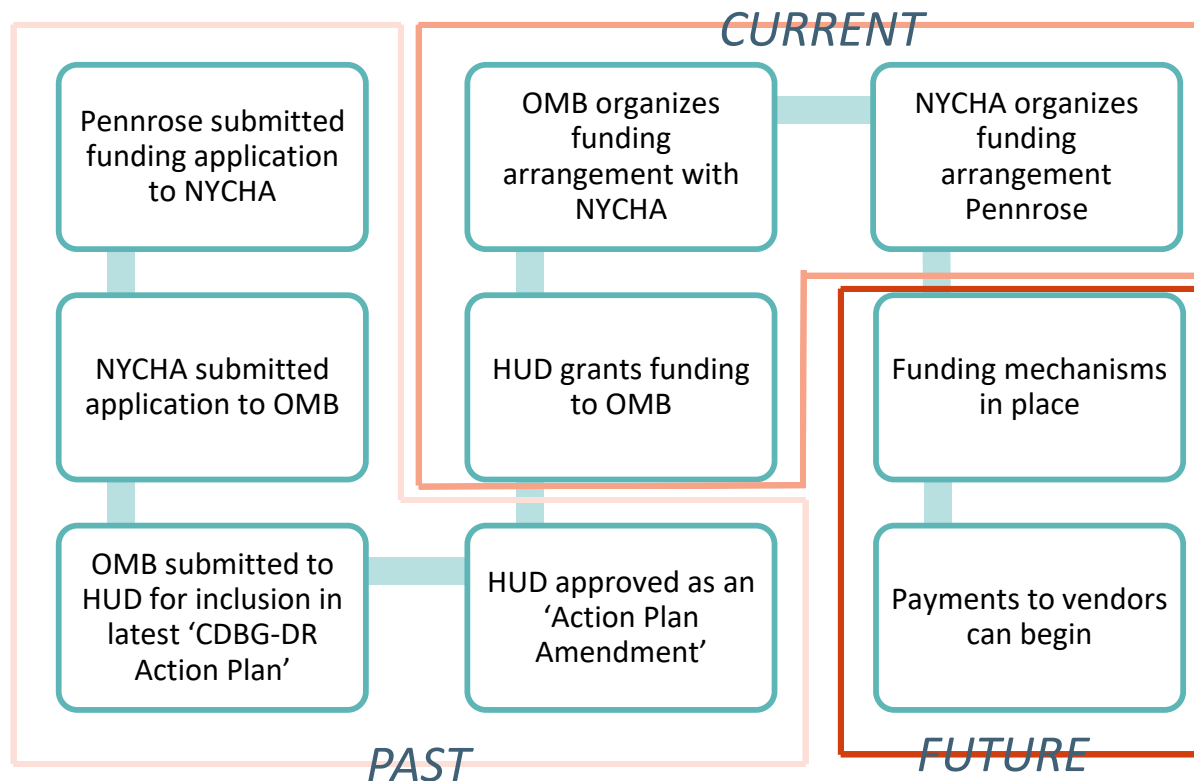 CURRENT
Pennrose submitted
funding application
to NYCHA
NYCHA submitted
application to OMB
OMB submitted to
HUD for inclusion in
latest ‘CDBG-DR
Action Plan’
HUD approved as an
‘Action Plan
Amendment’
HUD grants funding
to OMB
OMB organizes
funding
arrangement with
NYCHA
NYCHA organizes
funding
arrangement
Pennrose
Funding mechanisms
in place
Payments to vendors
can begin
PAST
FUTURE